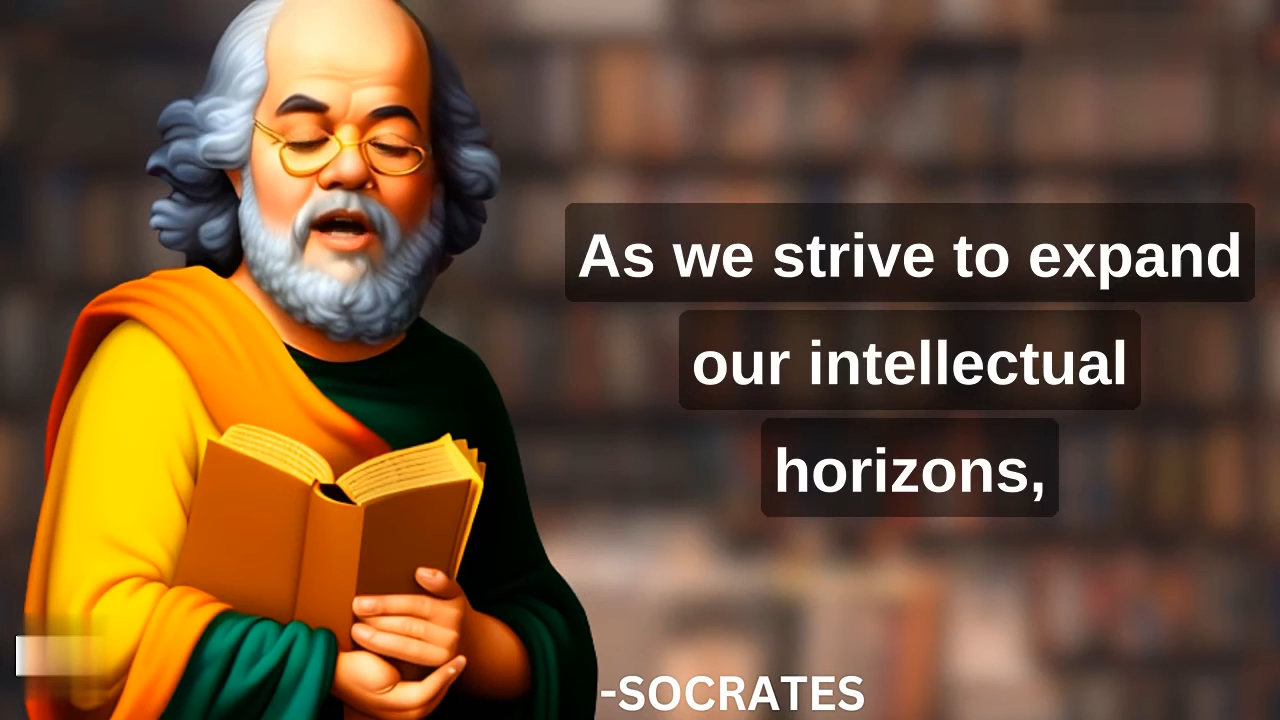 As we strive to expand
our intellectual
horizons,
-SOCRATES